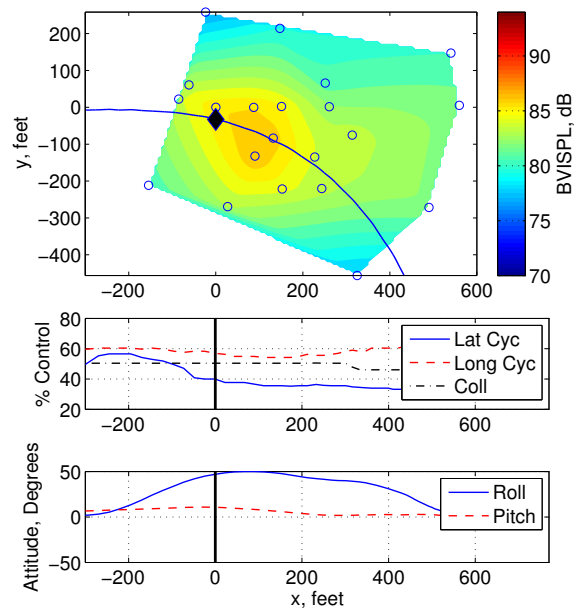 200
100
0
−100
−200
−300
−400
y, feet
−200 0 200 400 600
90
85
80
75
70
BVISPL, dB
80
60
40
20
% Control
Lat Cyc
Long Cyc
Coll
−200 0 200 400 600
50
0
−50
Attitude, Degrees
Roll
Pitch
−200 0 200 400 600
x, feet